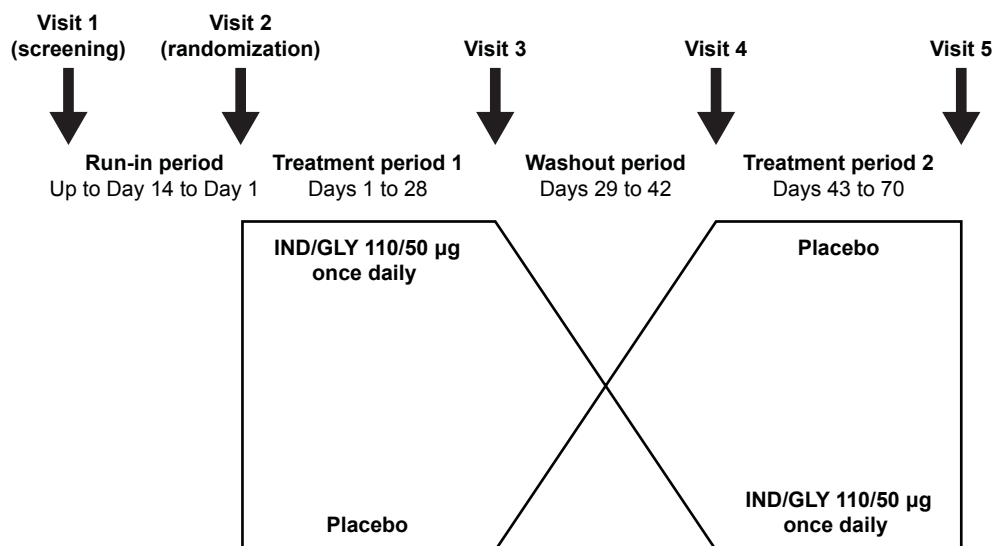 Visit 1
(screening)
Visit 2
(randomization)
Visit 3
Visit 4
Visit 5
Run-in period
Up to Day 14 to Day 1
Treatment period 1
Days 1 to 28
Washout period
Days 29 to 42
Treatment period 2
Days 43 to 70
IND/GLY 110/50 µg
once daily
Placebo
Placebo
IND/GLY 110/50 µg
once daily